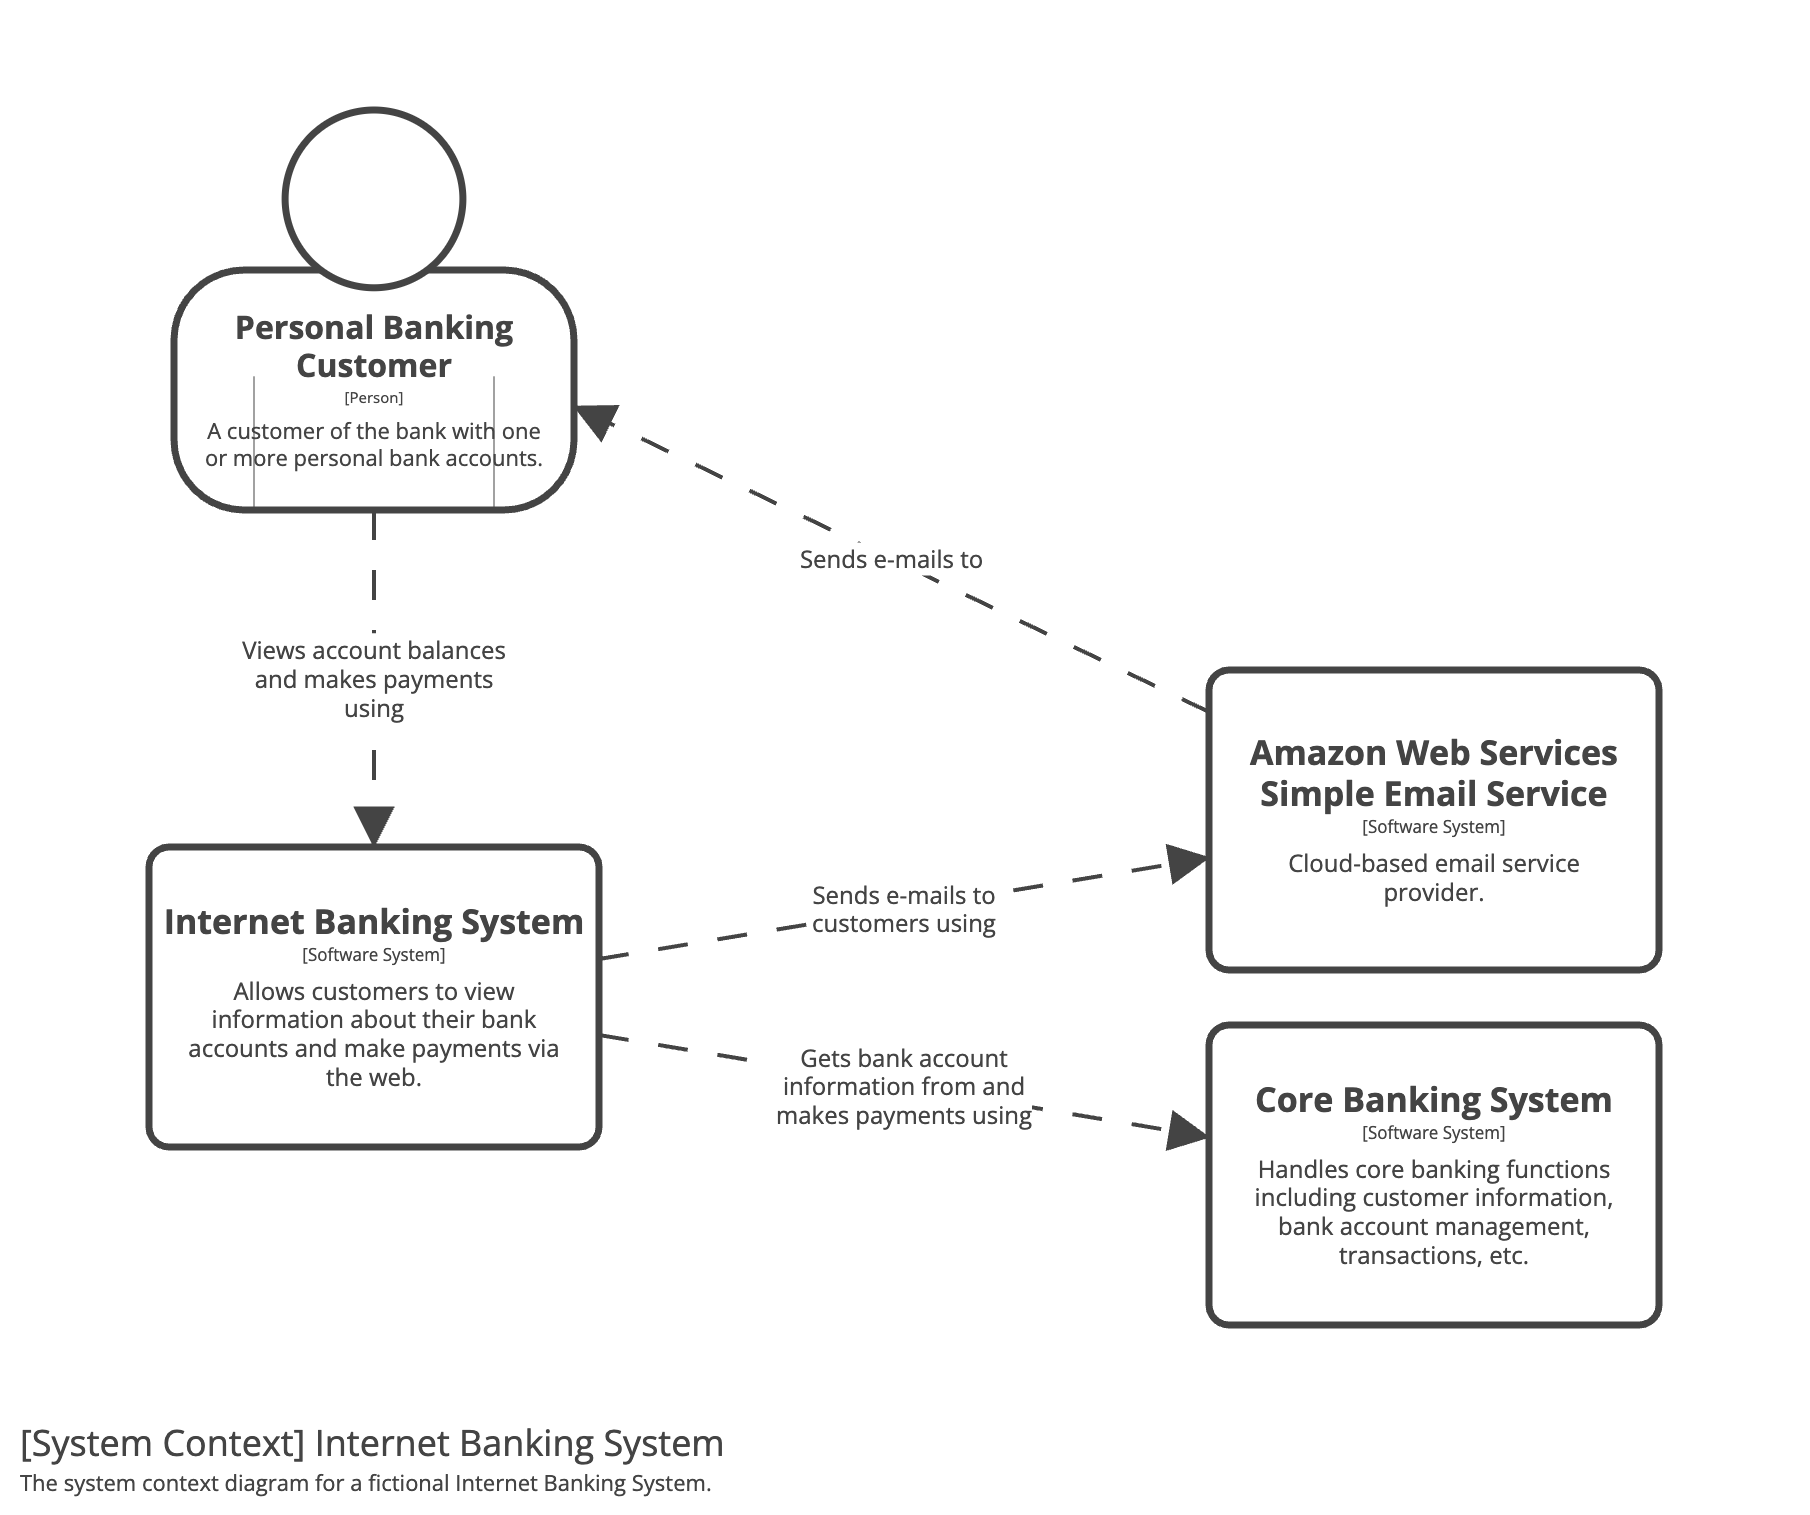 Personal Banking
Customer
[Person]
A customer of the bank with one
or more personal bank accounts.
Sends e-mails to
Views account balances
and makes payments
using
Amazon Web Services
Simple Email Service
[Software System]
Cloud-based email service
provider.
Internet Banking System
[Software System]
Allows customers to view
information about their bank
accounts and make payments via
the web.
Sends e-mails to
customers using
Gets bank account
information from and
makes payments using
Core Banking System
[Software System]
Handles core banking functions
including customer information,
bank account management,
transactions, etc.
[System Context] Internet Banking System
The system context diagram for a fictional Internet Banking System.